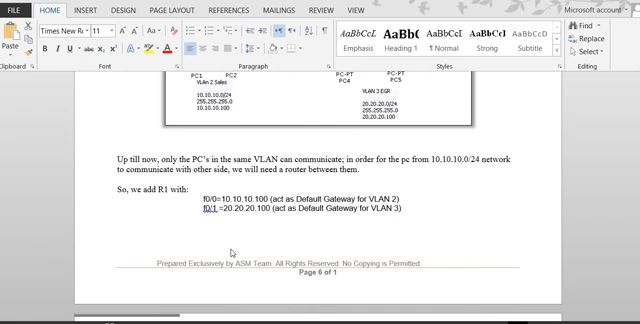 FILE HOME INSERT DESIGN PAGE LAYOUT REFERENCES MAILINGS REVIEW VIEW Microsoft account
Times New Ro 11 Aa Find
AaBbCcL AaBbC AaBbCcI AaBbCcI AaBbCcD Replace
Paste B I U abc Emphasis Heading 1 ¶ Normal Strong Subtitle Select
Clipboard Font Paragraph Styles Editing
PC1 PC2
VLAn 2 Sales
10.10.10.0/24
255.255.255.0
10.10.10.100
PC-PT PC-PT
PC4 PC5
VLAN 3 EGR
20.20.20.0/24
255.255.255.0
20.20.20.100
Up till now, only the PC's in the same VLAN can communicate; in order for the pc from 10.10.10.0/24 network
to communicate with other side, we will need a router between them.
So, we add R1 with:
f0/0=10.10.10.100 (act as Default Gateway for VLAN 2)
f0/1 =20.20.20.100 (act as Default Gateway for VLAN 3)
Prepared Exclusively by ASM Team. All Rights Reserved. No Copying is Permitted.
Page 6 of 1